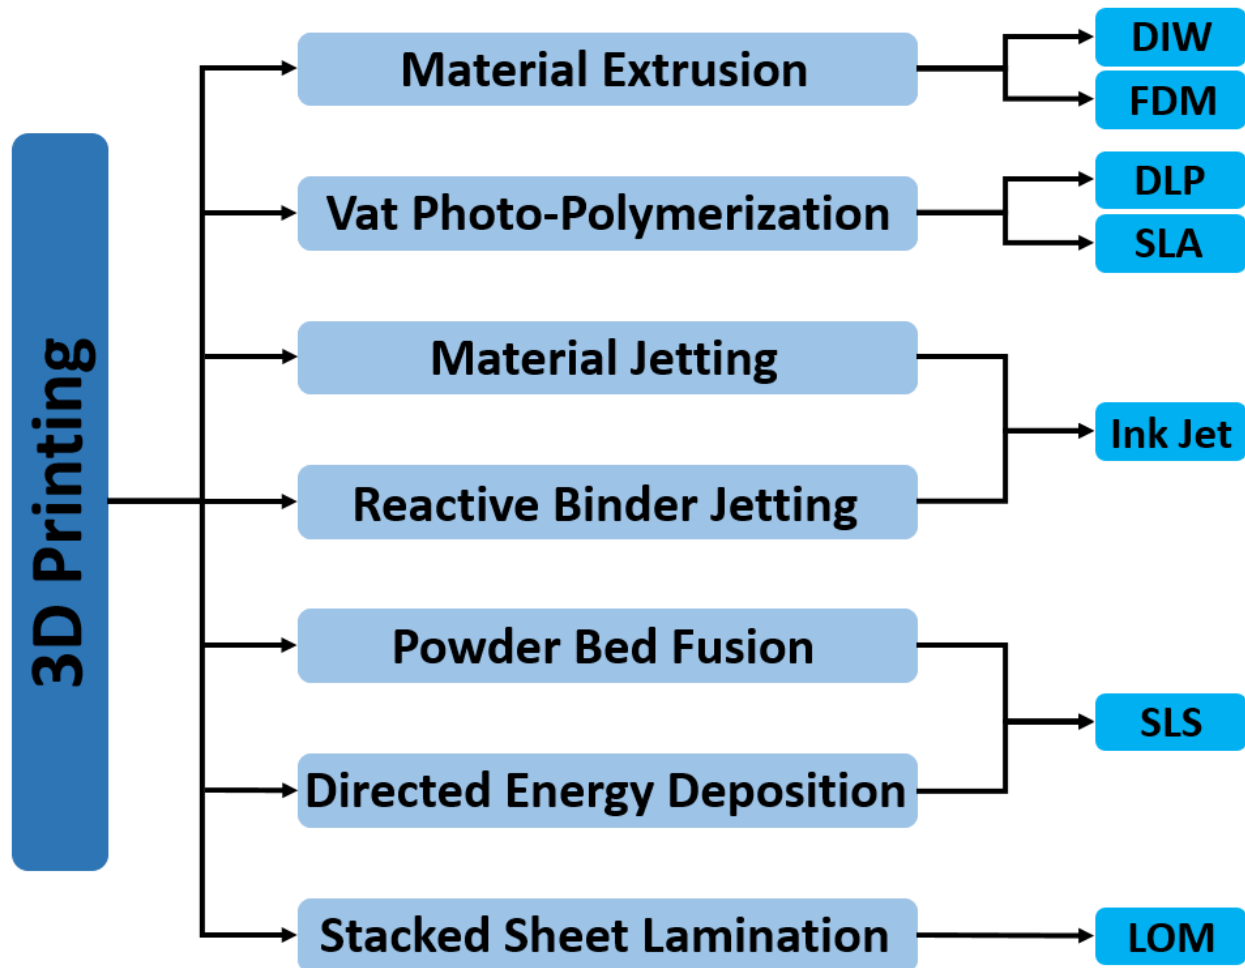 3D Printing
Material Extrusion
DIW
FDM
Vat Photo-Polymerization
DLP
SLA
Material Jetting
Reactive Binder Jetting
Ink Jet
Powder Bed Fusion
Directed Energy Deposition
SLS
Stacked Sheet Lamination
LOM